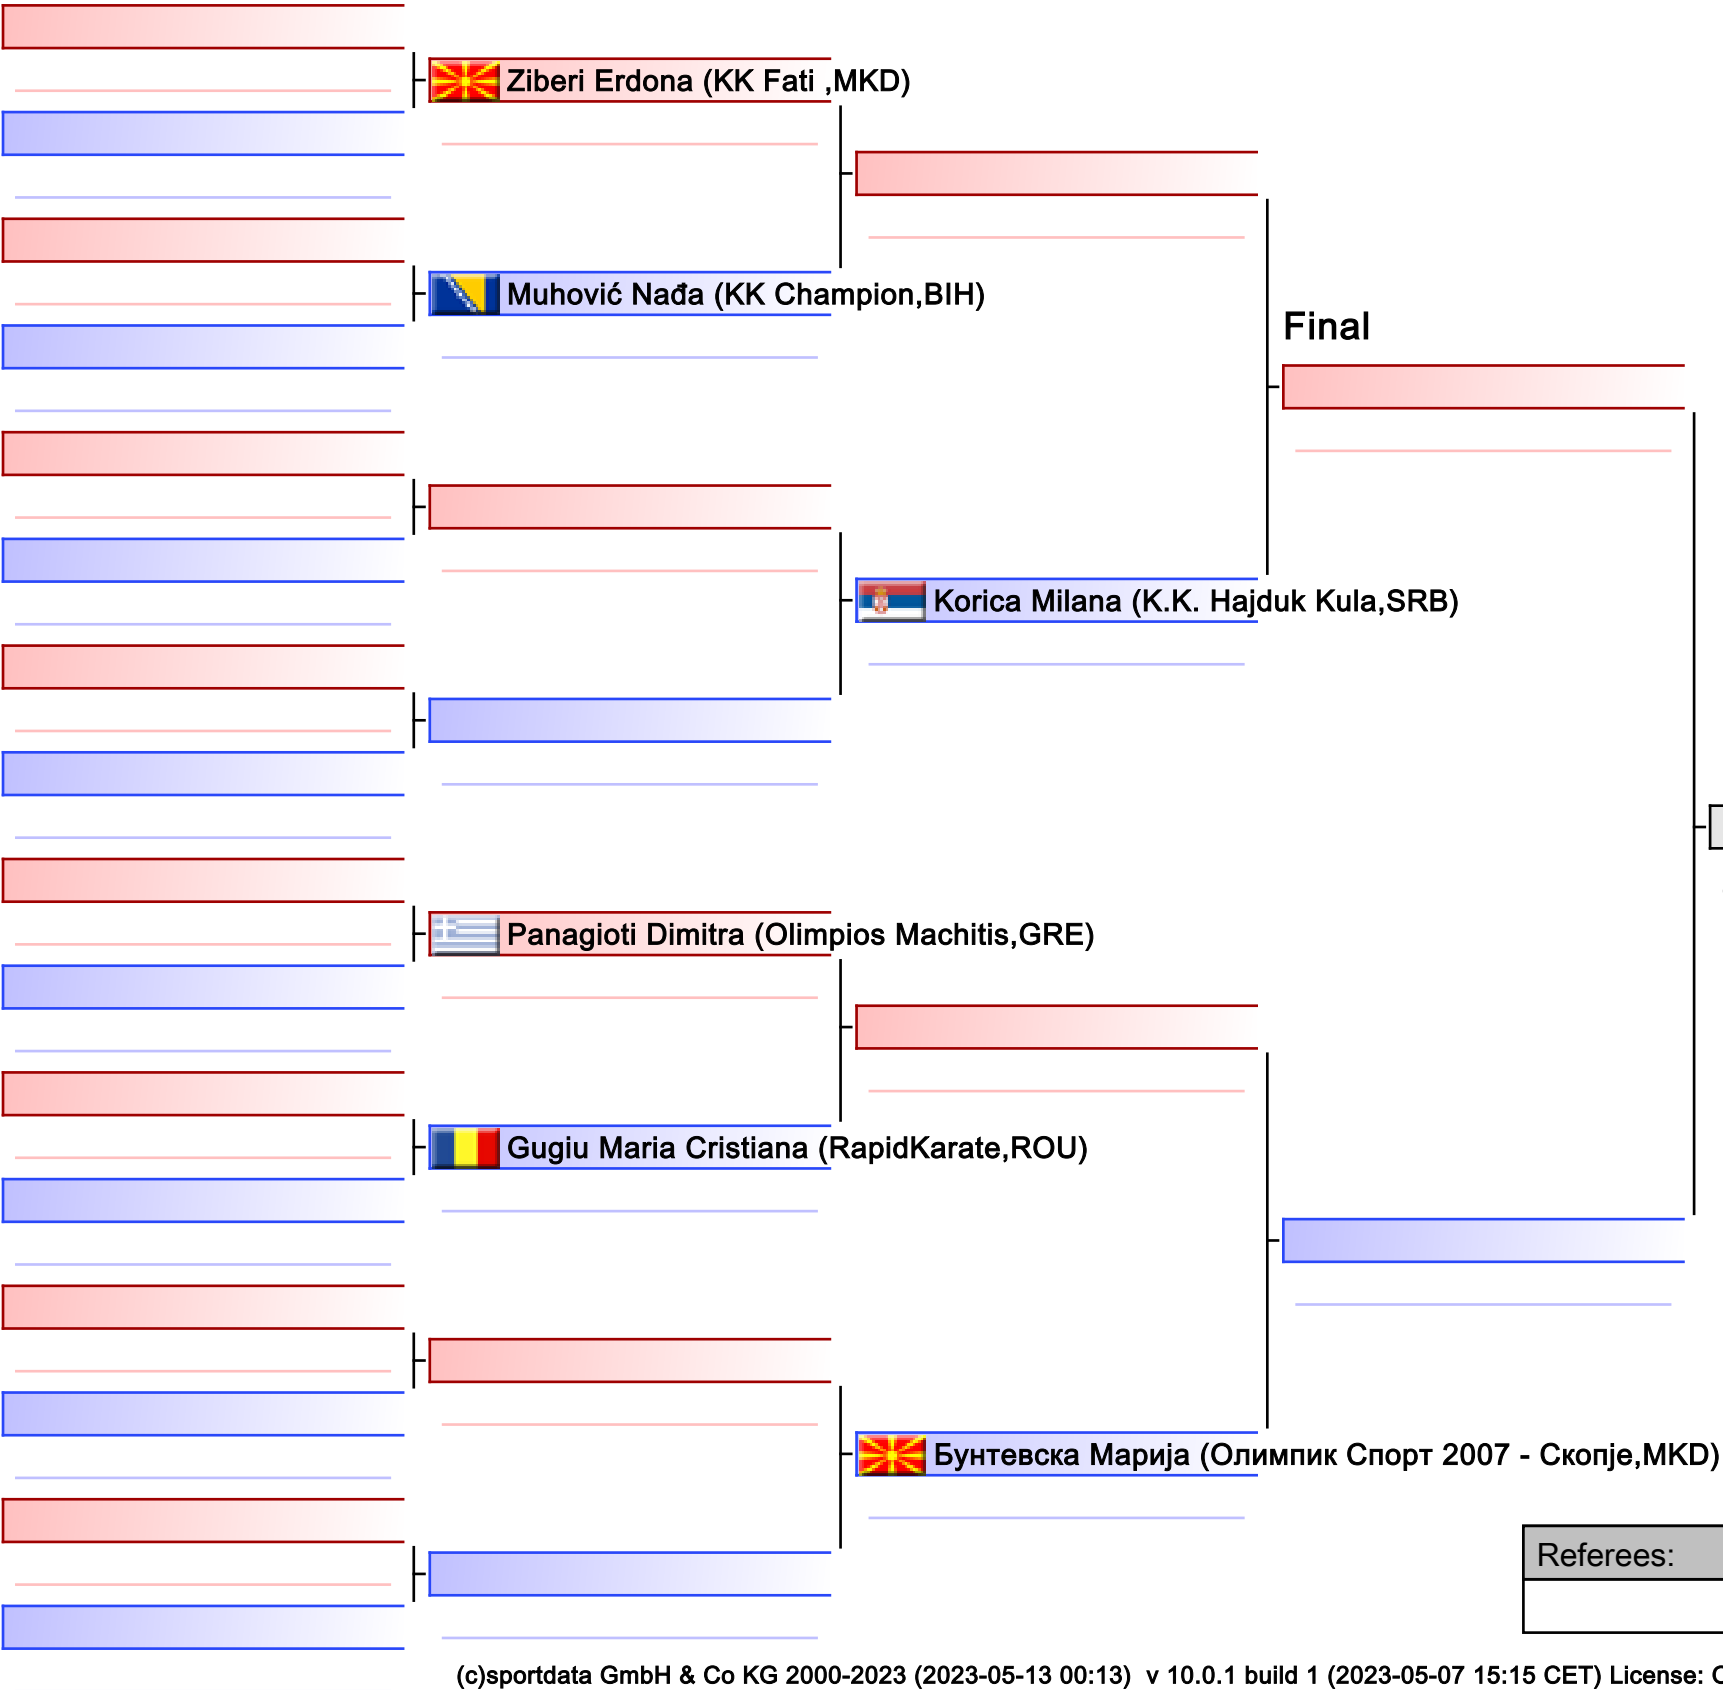 Ziberi Erdona (KK Fati ,MKD)
Muhović Nađa (KK Champion,BIH)
Final
Korica Milana (K.K. Hajduk Kula,SRB)
Panagioti Dimitra (Olimpios Machitis,GRE)
Gugiu Maria Cristiana (RapidKarate,ROU)
Бунтевска Марија (Олимпик Спорт 2007 - Скопје,MKD)
Referees:
(c)sportdata GmbH & Co KG 2000-2023 (2023-05-13 00:13) v 10.0.1 build 1 (2023-05-07 15:15 CET) License: